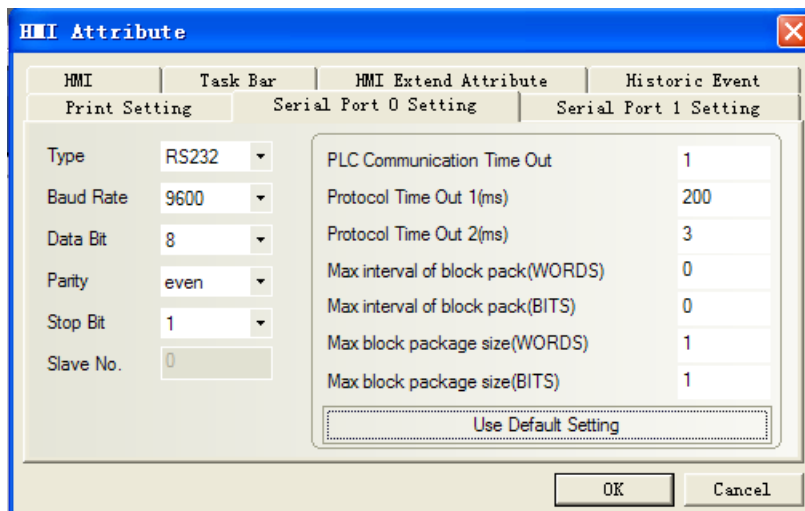 HMI Attribute
HMI Task Bar HMI Extend Attribute Historic Event
Print Setting Serial Port 0 Setting Serial Port 1 Setting
Type RS232
Baud Rate 9600
Data Bit 8
Parity even
Stop Bit 1
Slave No. 0
PLC Communication Time Out 1
Protocol Time Out 1(ms) 200
Protocol Time Out 2(ms) 3
Max interval of block pack(WORDS) 0
Max interval of block pack(BITS) 0
Max block package size(WORDS) 1
Max block package size(BITS) 1
Use Default Setting
OK Cancel